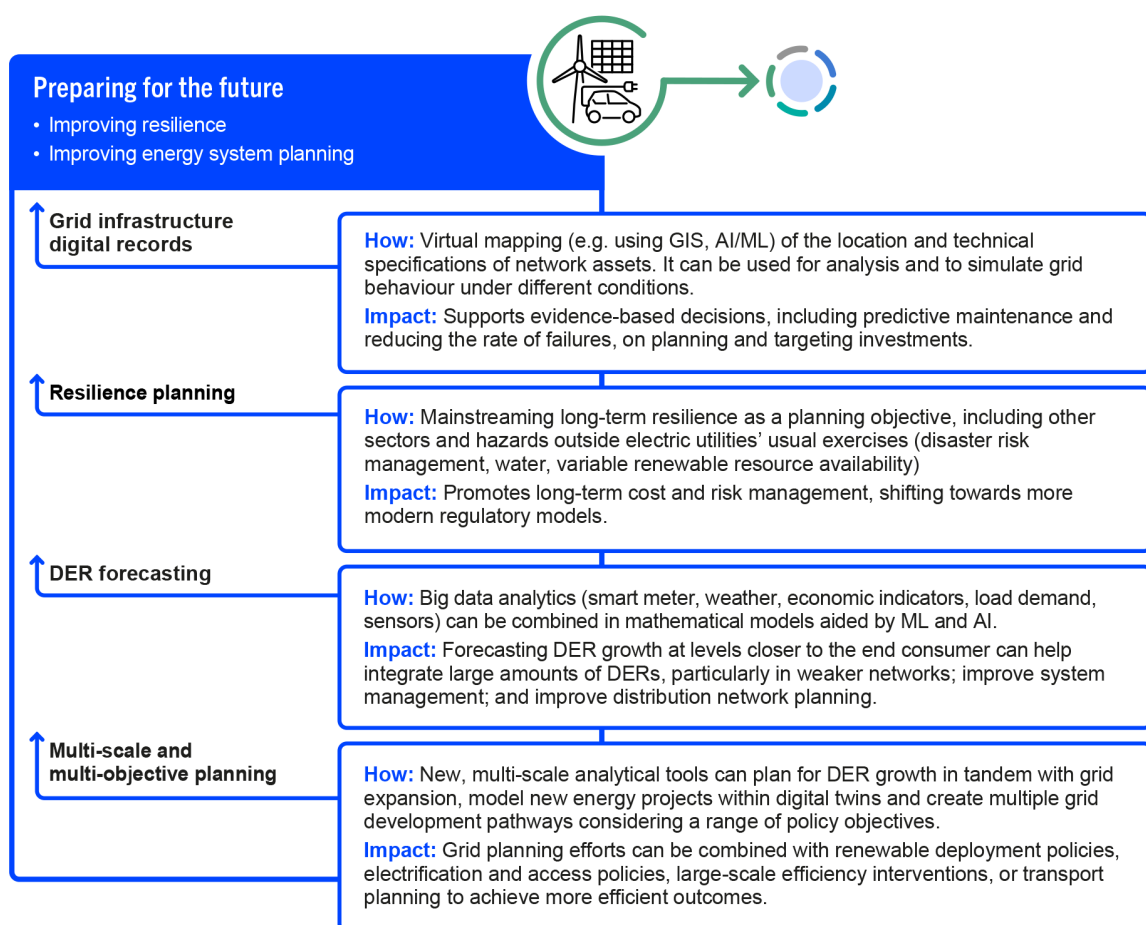 Preparing for the future
• Improving resilience
• Improving energy system planning
Grid infrastructure
digital records
How: Virtual mapping (e.g. using GIS, AI/ML) of the location and technical
specifications of network assets. It can be used for analysis and to simulate grid
behaviour under different conditions.
Impact: Supports evidence-based decisions, including predictive maintenance and
reducing the rate of failures, on planning and targeting investments.
Resilience planning
How: Mainstreaming long-term resilience as a planning objective, including other
sectors and hazards outside electric utilities’ usual exercises (disaster risk
management, water, variable renewable resource availability)
Impact: Promotes long-term cost and risk management, shifting towards more
modern regulatory models.
DER forecasting
How: Big data analytics (smart meter, weather, economic indicators, load demand,
sensors) can be combined in mathematical models aided by ML and AI.
Impact: Forecasting DER growth at levels closer to the end consumer can help
integrate large amounts of DERs, particularly in weaker networks; improve system
management; and improve distribution network planning.
Multi-scale and
multi-objective planning
How: New, multi-scale analytical tools can plan for DER growth in tandem with grid
expansion, model new energy projects within digital twins and create multiple grid
development pathways considering a range of policy objectives.
Impact: Grid planning efforts can be combined with renewable deployment policies,
electrification and access policies, large-scale efficiency interventions, or transport
planning to achieve more efficient outcomes.